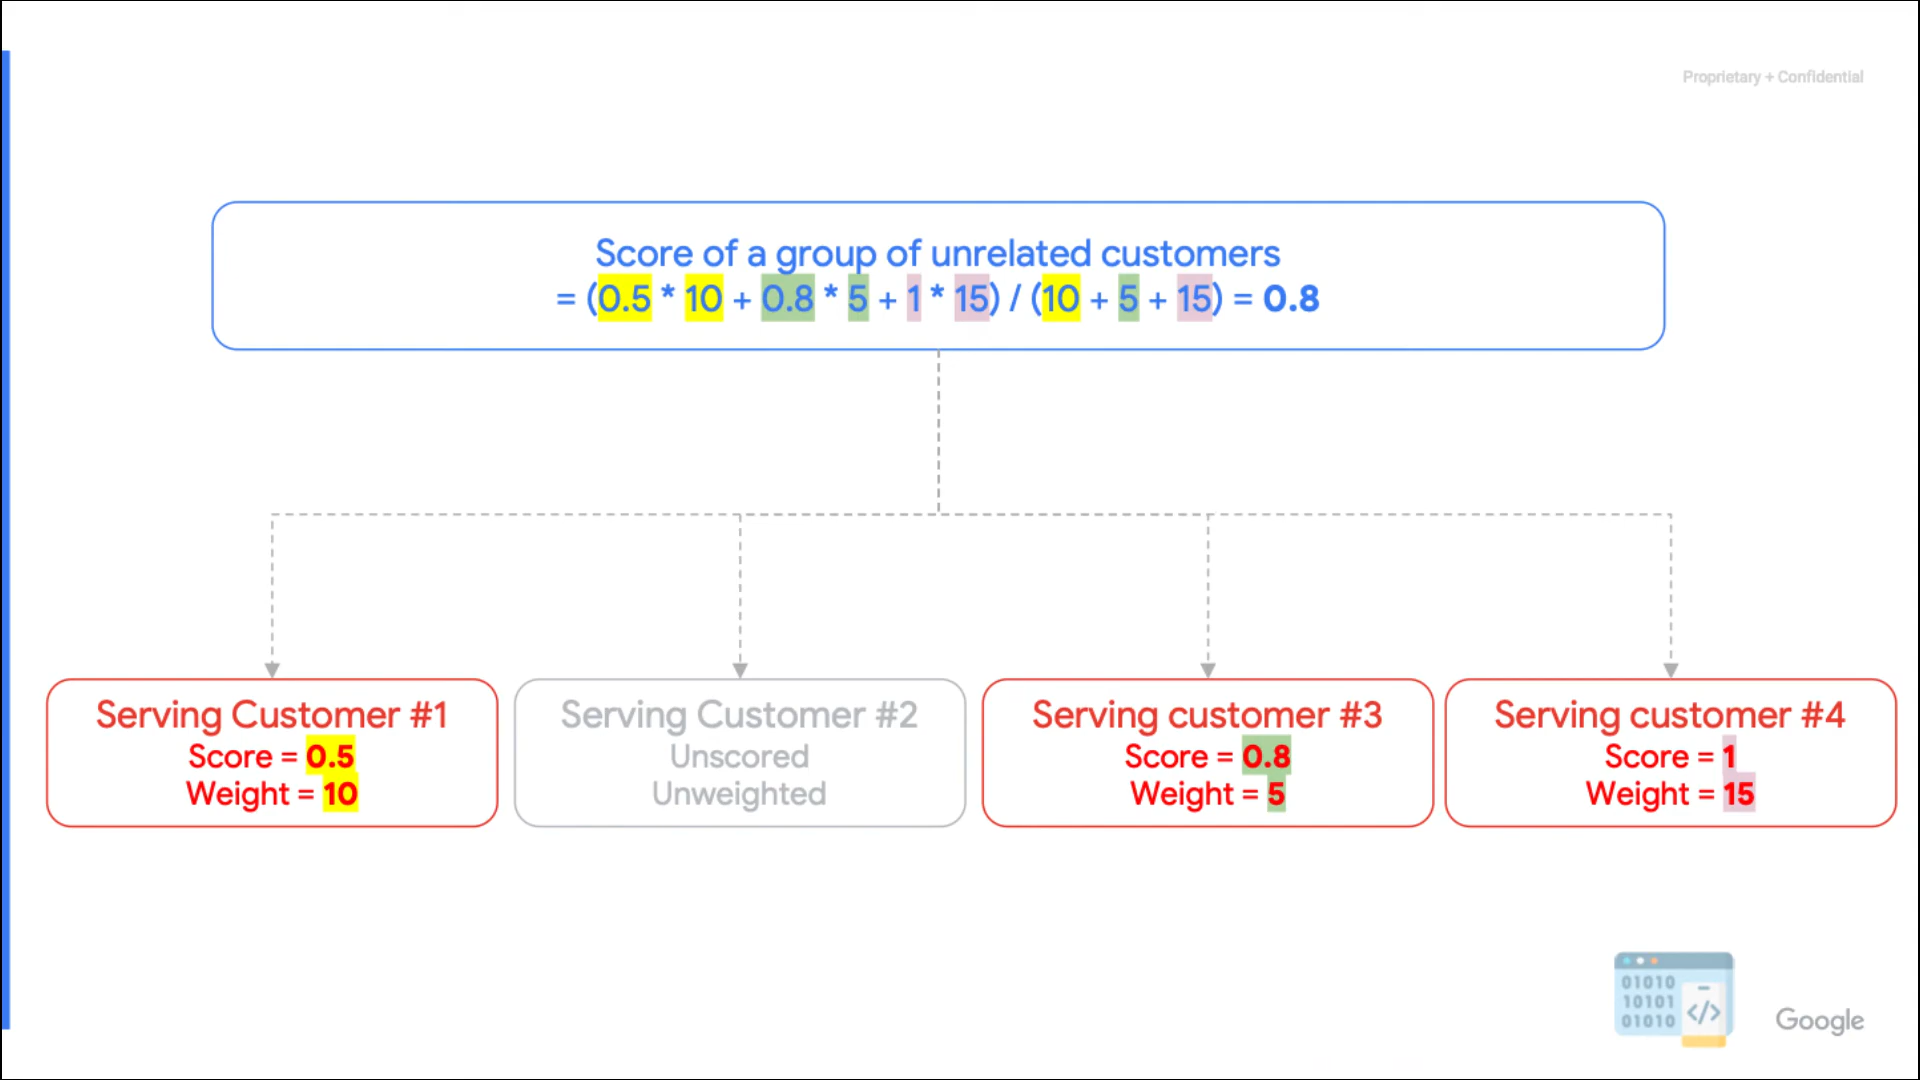 Proprietary + Confidential
Score of a group of unrelated customers
= (0.5 * 10 + 0.8 * 5 + 1 * 15) / (10 + 5 + 15) = 0.8
Serving Customer #1
Score = 0.5
Weight = 10
Serving Customer #2
Unscored
Unweighted
Serving customer #3
Score = 0.8
Weight = 5
Serving customer #4
Score = 1
Weight = 15
01010
10101
01010
</>
Google